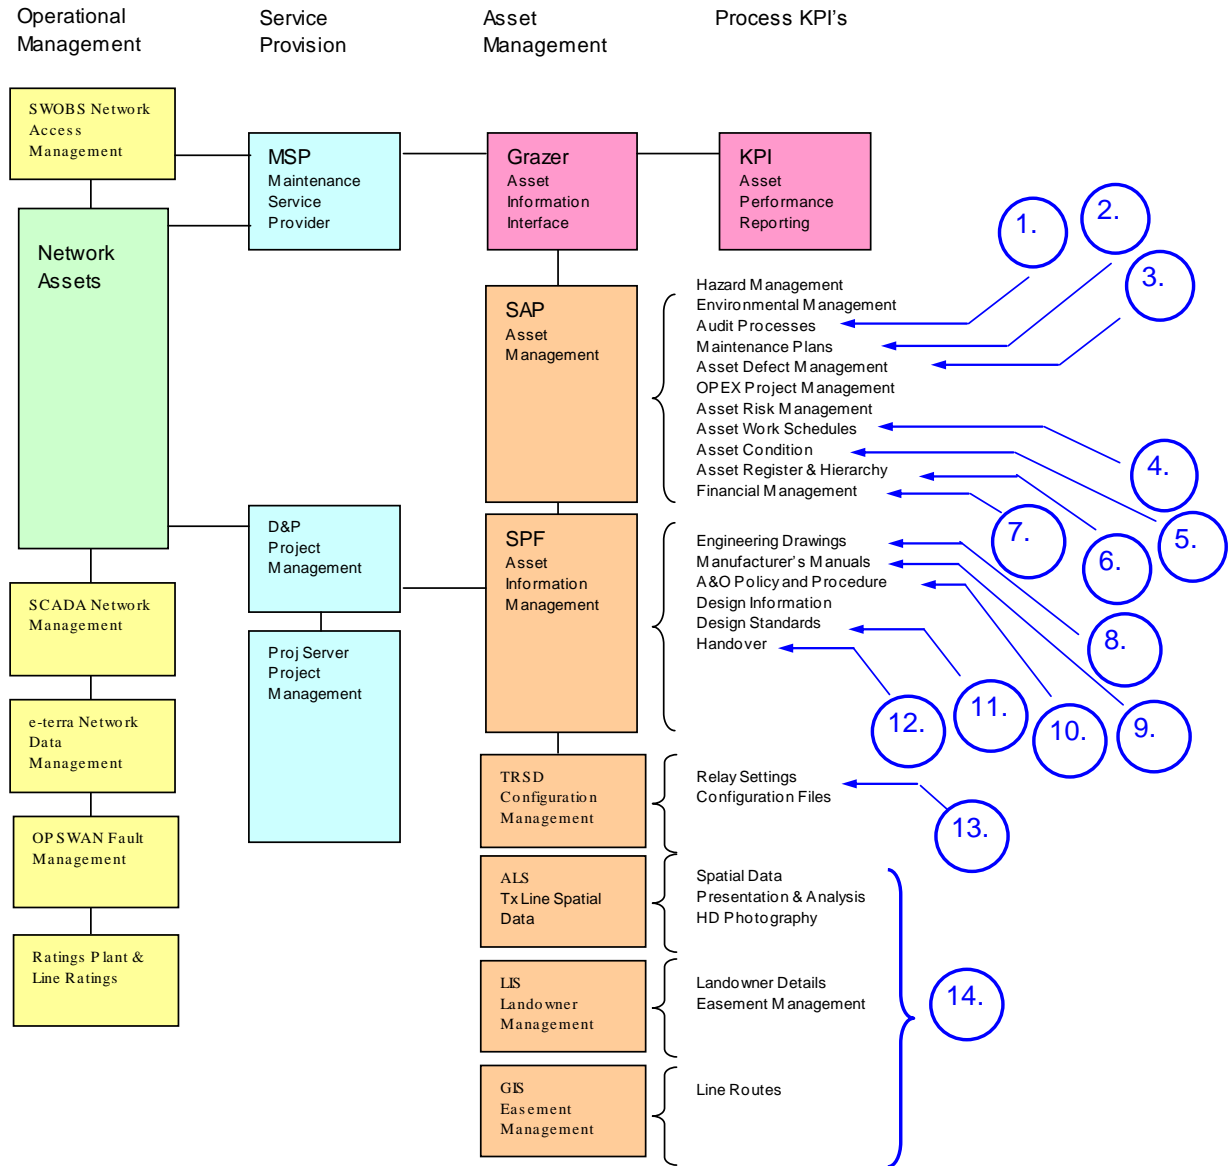 Operational
Management
Service
Provision
Asset
Management
Process KPI's
SWOBS Network
Access
Management
MSP
Maintenance
Service
Provider
Grazer
Asset
Information
Interface
KPI
Asset
Performance
Reporting
1.
2.
3.
Network
Assets
SAP
Asset
Management
Hazard Management
Environmental Management
Audit Processes
Maintenance Plans
Asset Defect Management
OPEX Project Management
Asset Risk Management
Asset Work Schedules
Asset Condition
Asset Register & Hierarchy
Financial Management
4.
5.
6.
7.
D&P
Project
Management
SPF
Asset
Information
Management
Engineering Drawings
Manufacturer's Manuals
A&O Policy and Procedure
Design Information
Design Standards
Handover
8.
9.
10.
11.
12.
SCADA Network
Management
Proj Server
Project
Management
e-terra Network
Data
Management
TRSD
Configuration
Management
Relay Settings
Configuration Files
13.
OPSWAN Fault
Management
ALS
Tx Line Spatial
Data
Spatial Data
Presentation & Analysis
HD Photography
Ratings Plant &
Line Ratings
LIS
Landowner
Management
Landowner Details
Easement Management
14.
GIS
Easement
Management
Line Routes